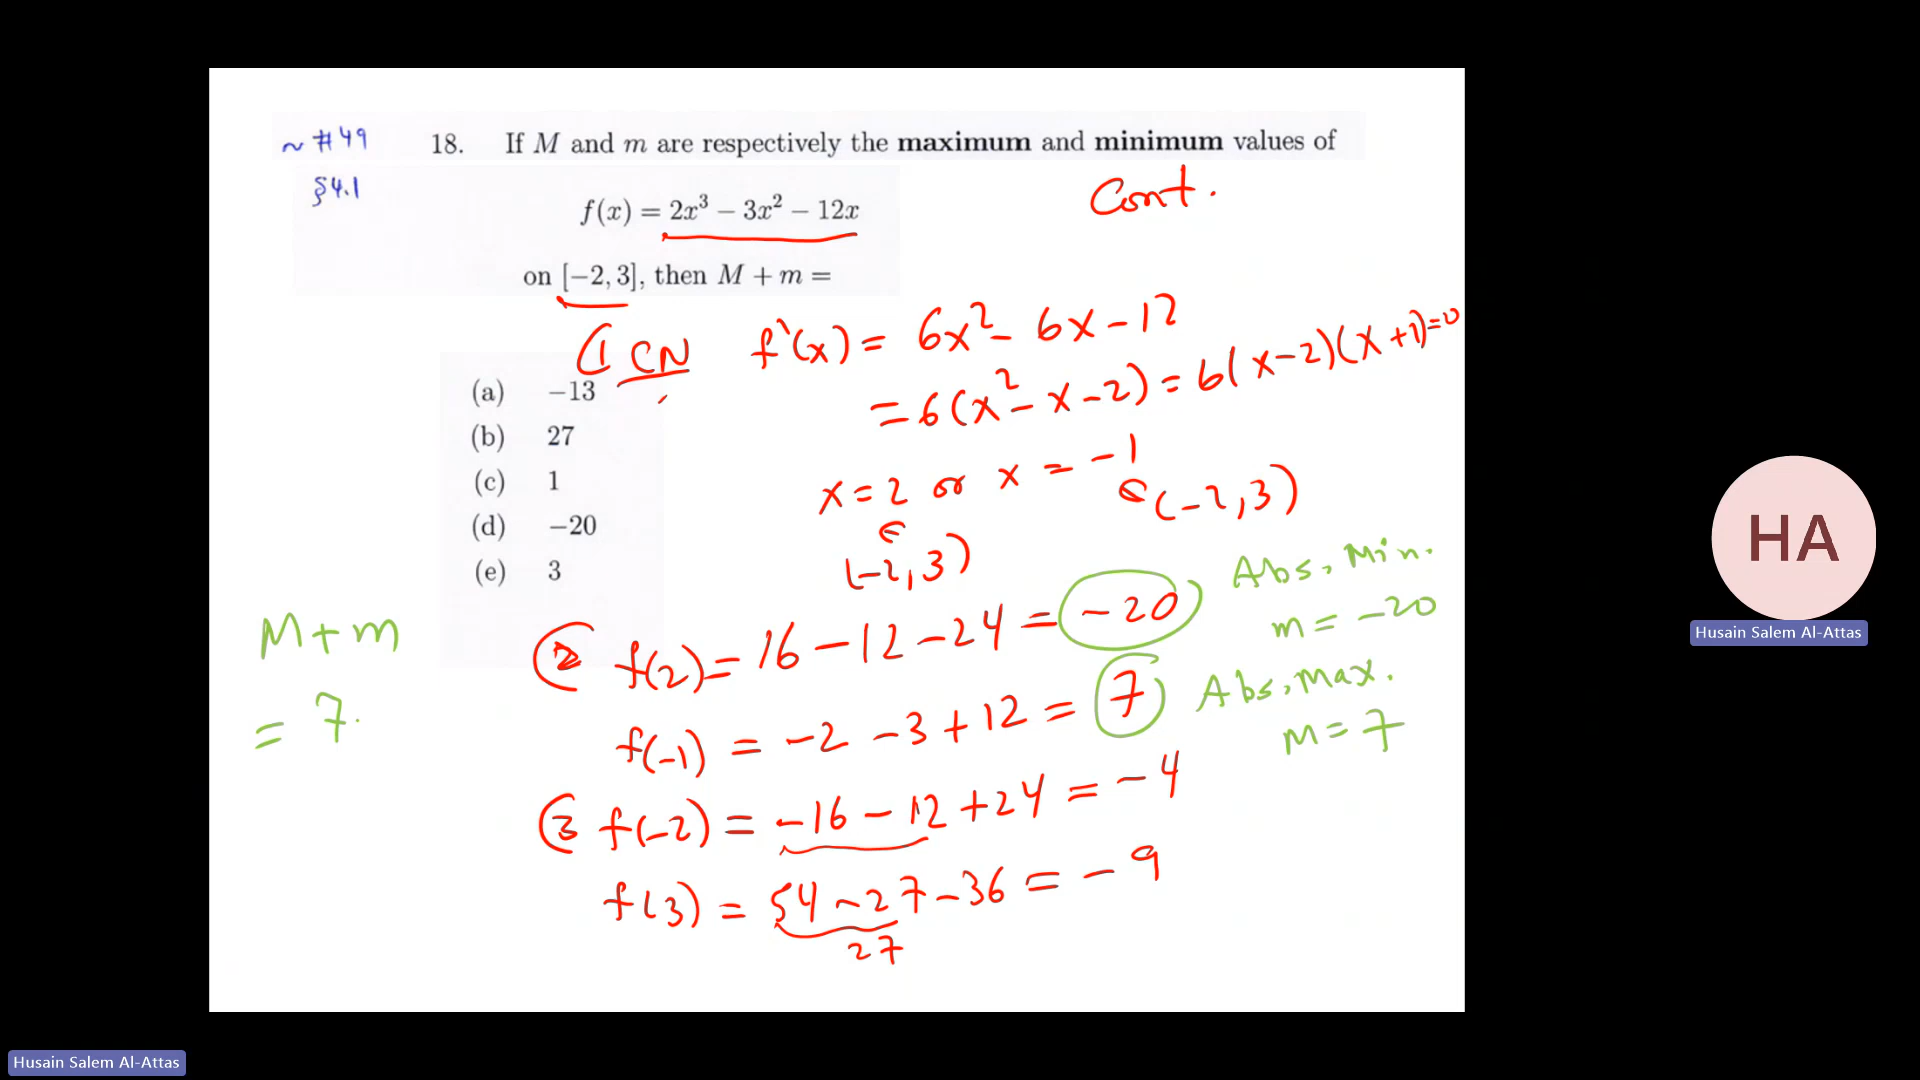 ~ #49
§4.1
18. If M and m are respectively the maximum and minimum values of
f(x) = 2x³ − 3x² − 12x
Cont.
on [−2, 3], then M + m =
(1 CN f'(x) = 6x² − 6x − 12
= 6(x² − x − 2) = 6(x−2)(x+1)=0
(a) −13
(b) 27
(c) 1
(d) −20
(e) 3
x = 2 or x = −1
∈ (−2,3)
∈
(−2,3)
② f(2) = 16 − 12 − 24 = −20
Abs. Min.
m = −20
f(−1) = −2 − 3 + 12 = 7
Abs. Max.
M = 7
③ f(−2) = −16 − 12 + 24 = −4
f(3) = 54 − 27 − 36 = −9
27
M + m
= 7.
HA
Husain Salem Al-Attas
Husain Salem Al-Attas